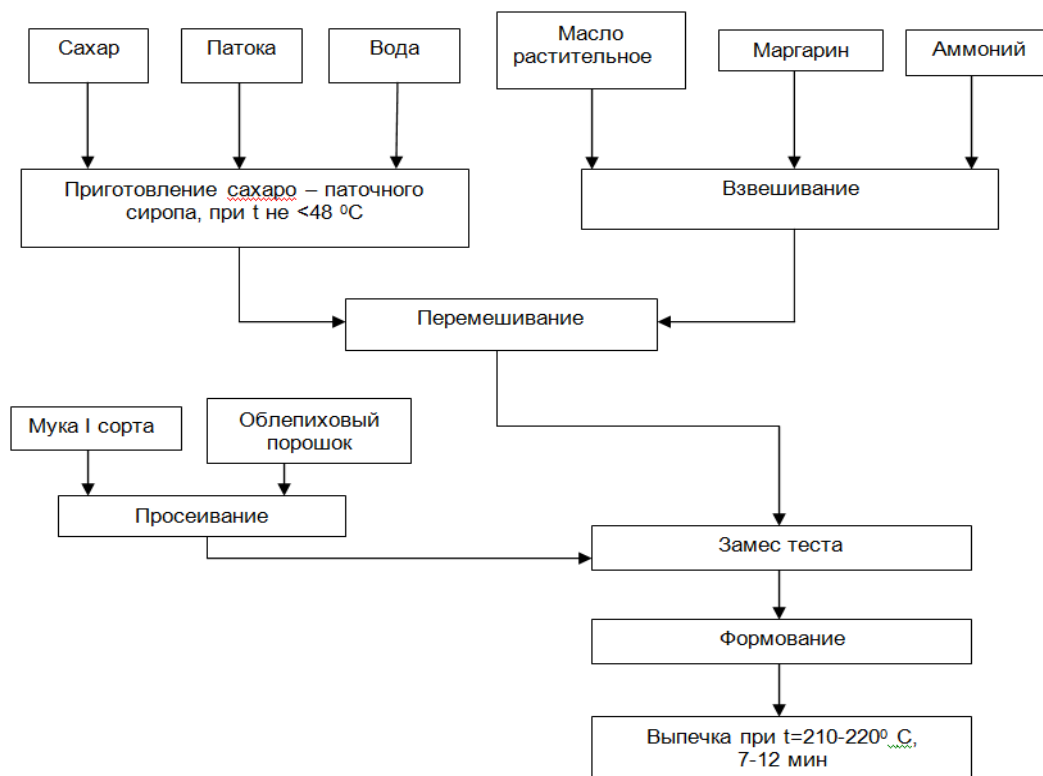 Сахар
Патока
Вода
Масло
растительное
Маргарин
Аммоний
Приготовление сахаро – паточного
сиропа, при t не <48 ⁰С
Взвешивание
Перемешивание
Мука I сорта
Облепиховый
порошок
Просеивание
Замес теста
Формование
Выпечка при t=210-220⁰ С,
7-12 мин